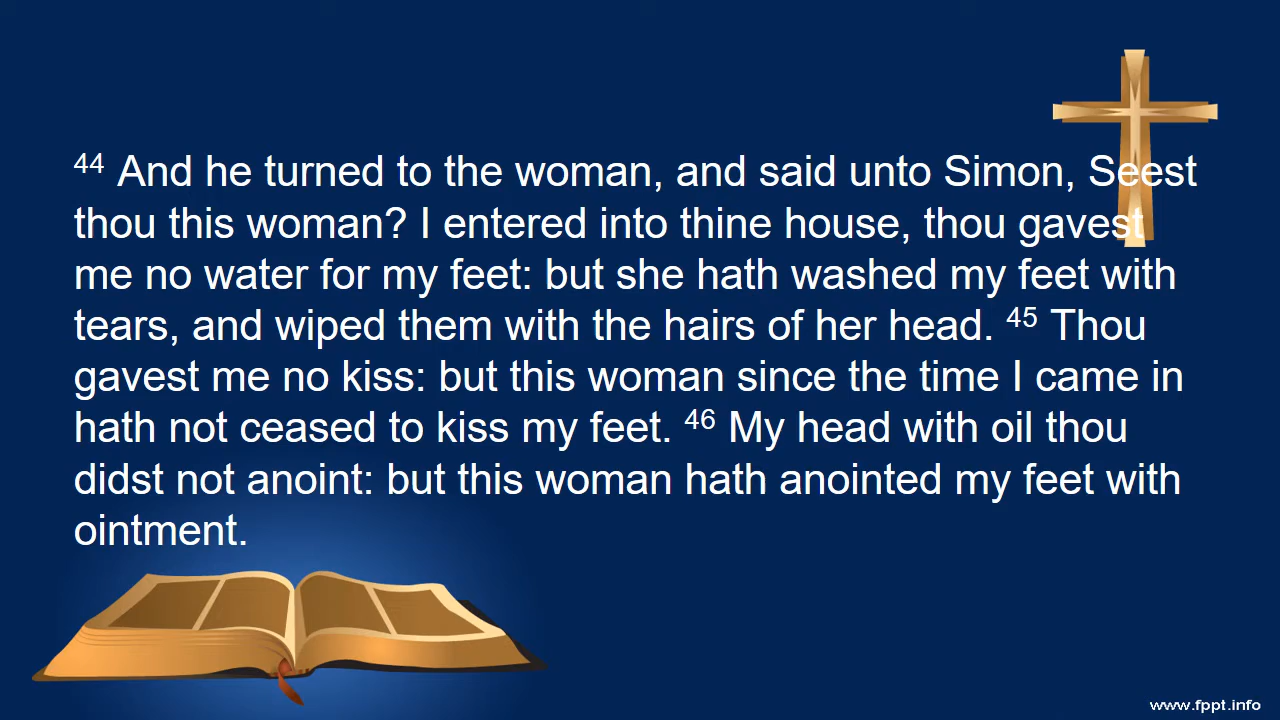 44 And he turned to the woman, and said unto Simon, Seest
thou this woman? I entered into thine house, thou gavest
me no water for my feet: but she hath washed my feet with
tears, and wiped them with the hairs of her head. 45 Thou
gavest me no kiss: but this woman since the time I came in
hath not ceased to kiss my feet. 46 My head with oil thou
didst not anoint: but this woman hath anointed my feet with
ointment.
www.fppt.info